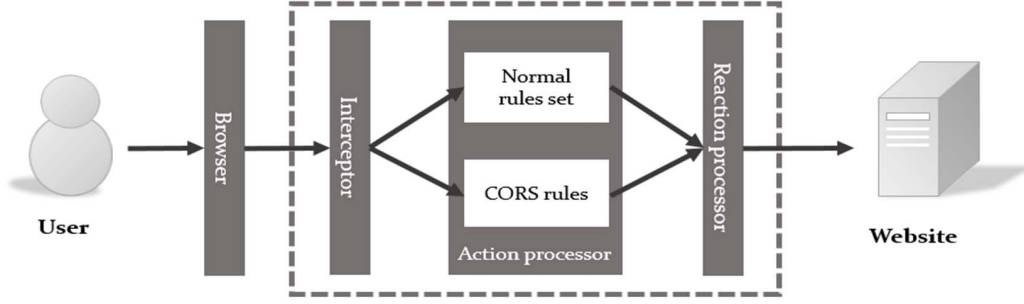 User
Browser
Interceptor
Normal
rules set
CORS rules
Action processor
Reaction processor
Website